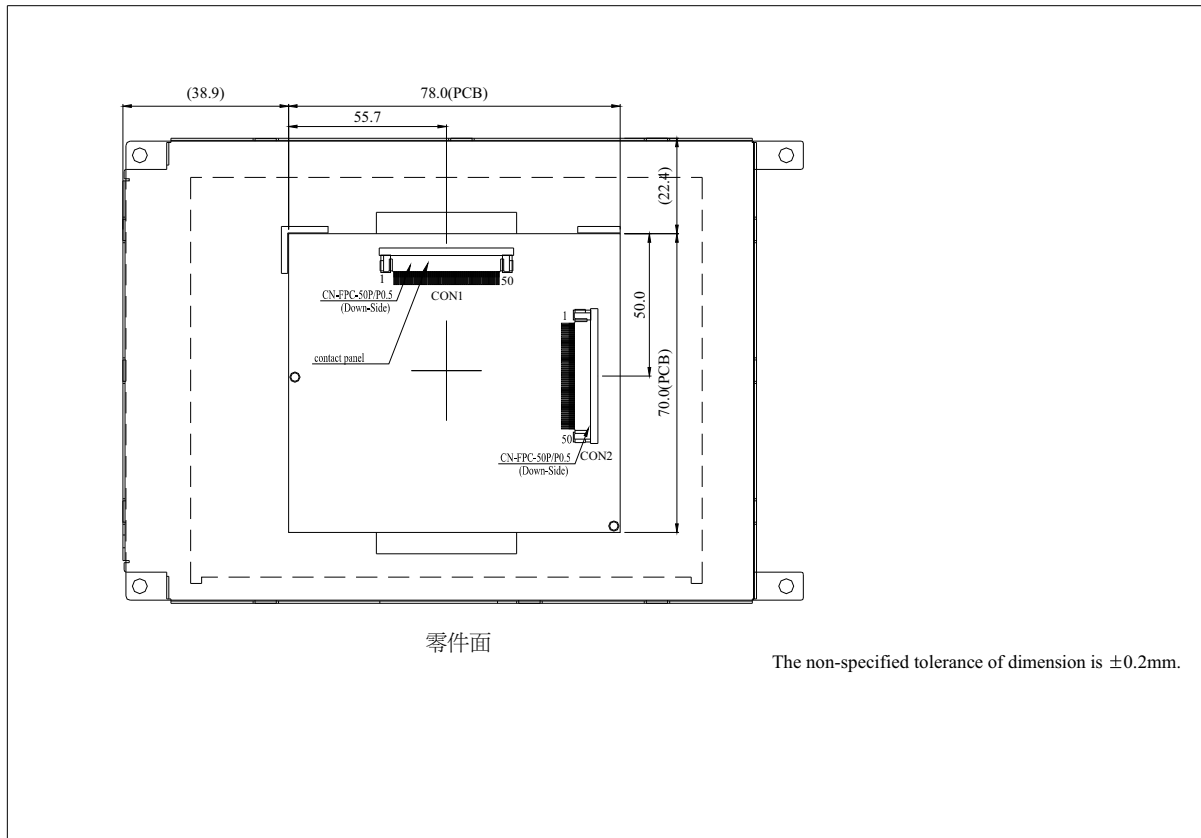 (38.9)
78.0(PCB)
55.7
(22.4)
1
50
CN-FPC-50P/P0.5
(Down-Side)
CON1
contact panel
50.0
70.0(PCB)
1
50
CN-FPC-50P/P0.5
(Down-Side)
CON2
零件面
The non-specified tolerance of dimension is ±0.2mm.